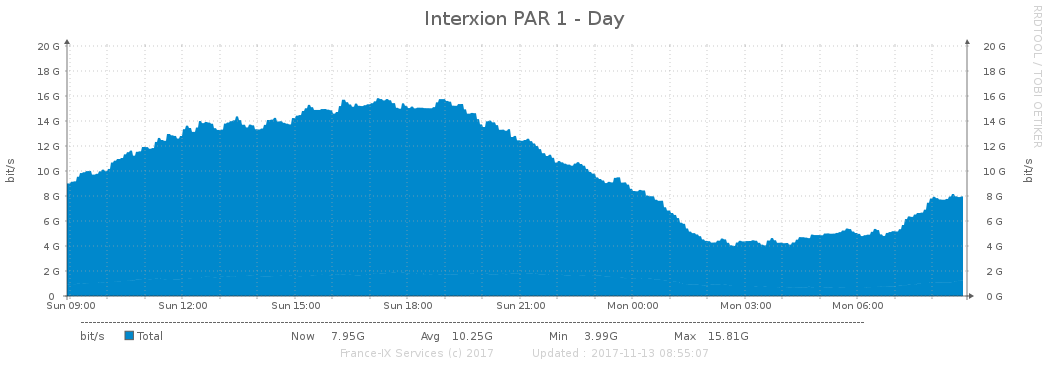 Interxion PAR 1 - Day
RRDTOOL / TOBI OETIKER
bit/s
bit/s
20 G 20 G
18 G 18 G
16 G 16 G
14 G 14 G
12 G 12 G
10 G 10 G
8 G 8 G
6 G 6 G
4 G 4 G
2 G 2 G
0 0 G
Sun 09:00 Sun 12:00 Sun 15:00 Sun 18:00 Sun 21:00 Mon 00:00 Mon 03:00 Mon 06:00
bit/s Total Now 7.95G Avg 10.25G Min 3.99G Max 15.81G
France-IX Services (c) 2017 Updated : 2017-11-13 08:55:07